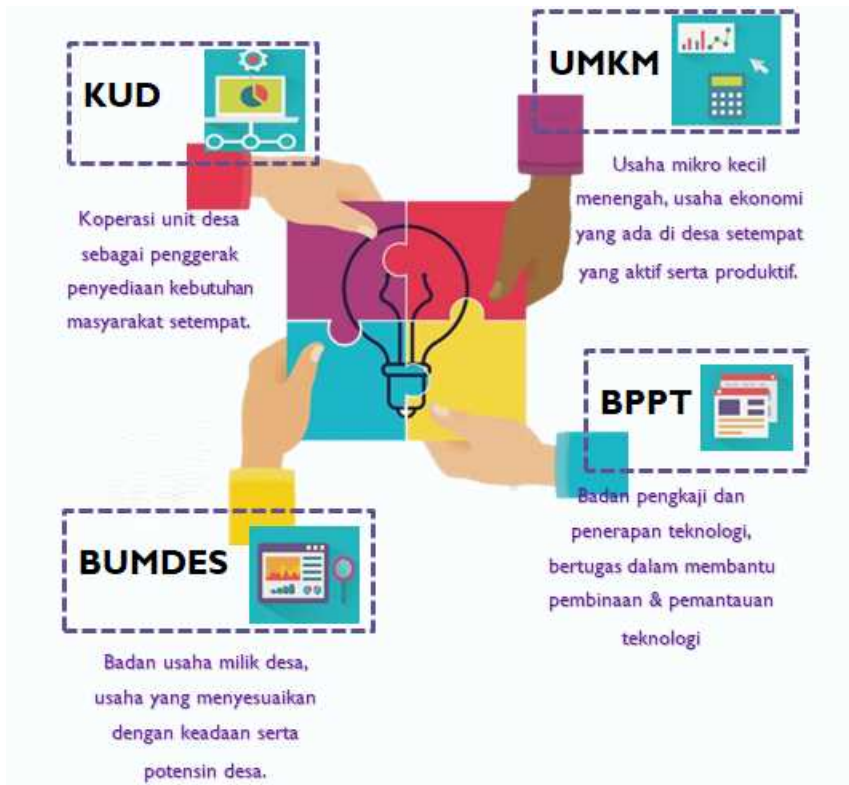 KUD
Koperasi unit desa
sebagai penggerak
penyediaan kebutuhan
masyarakat setempat.
UMKM
Usaha mikro kecil
menengah, usaha ekonomi
yang ada di desa setempat
yang aktif serta produktif.
BPPT
Badan pengkaji dan
penerapan teknologi,
bertugas dalam membantu
pembinaan & pemantauan
teknologi
BUMDES
Badan usaha milik desa,
usaha yang menyesuaikan
dengan keadaan serta
potensin desa.